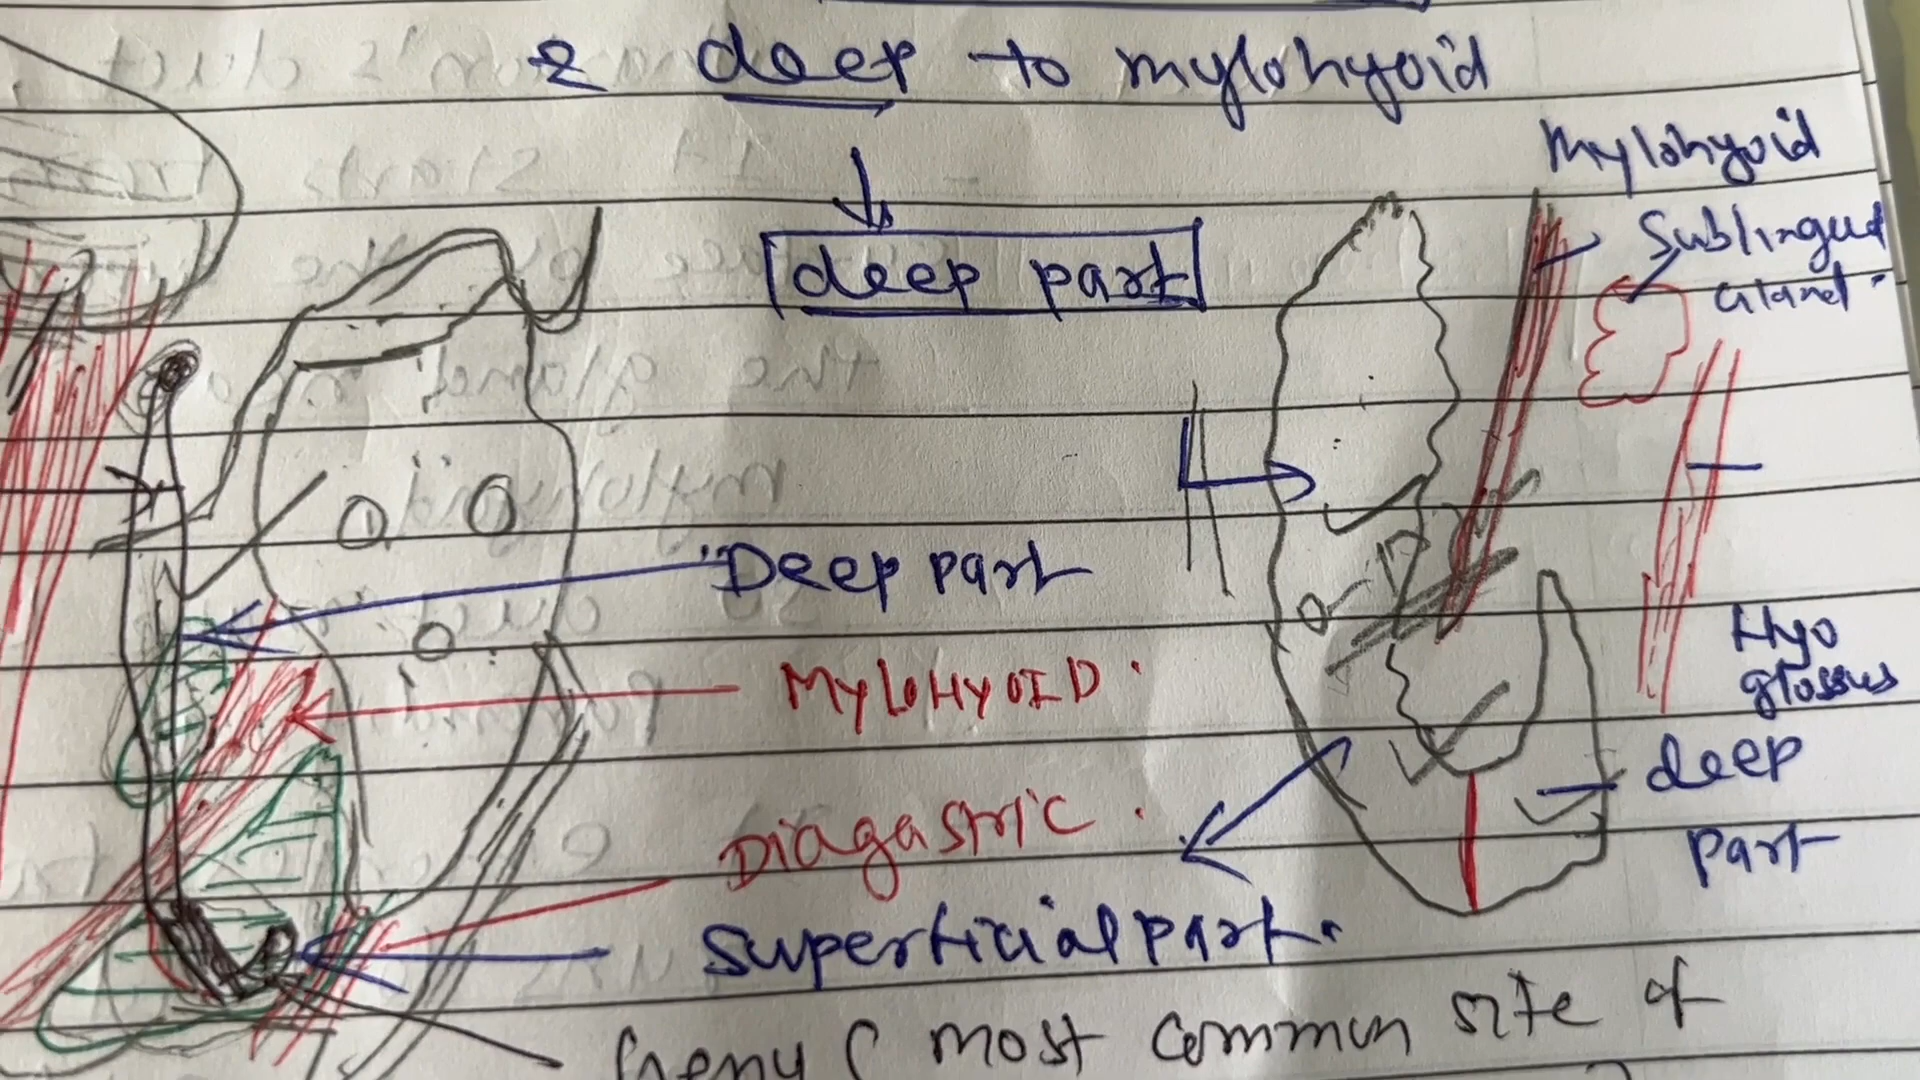 & deep to mylohyoid
Mylohyoid
Sublingual
Gland.
deep part
Deep part
Hyo
glossus
MYLOHYOID.
deep
part
Diagastric.
Superficial part.
(most common site of